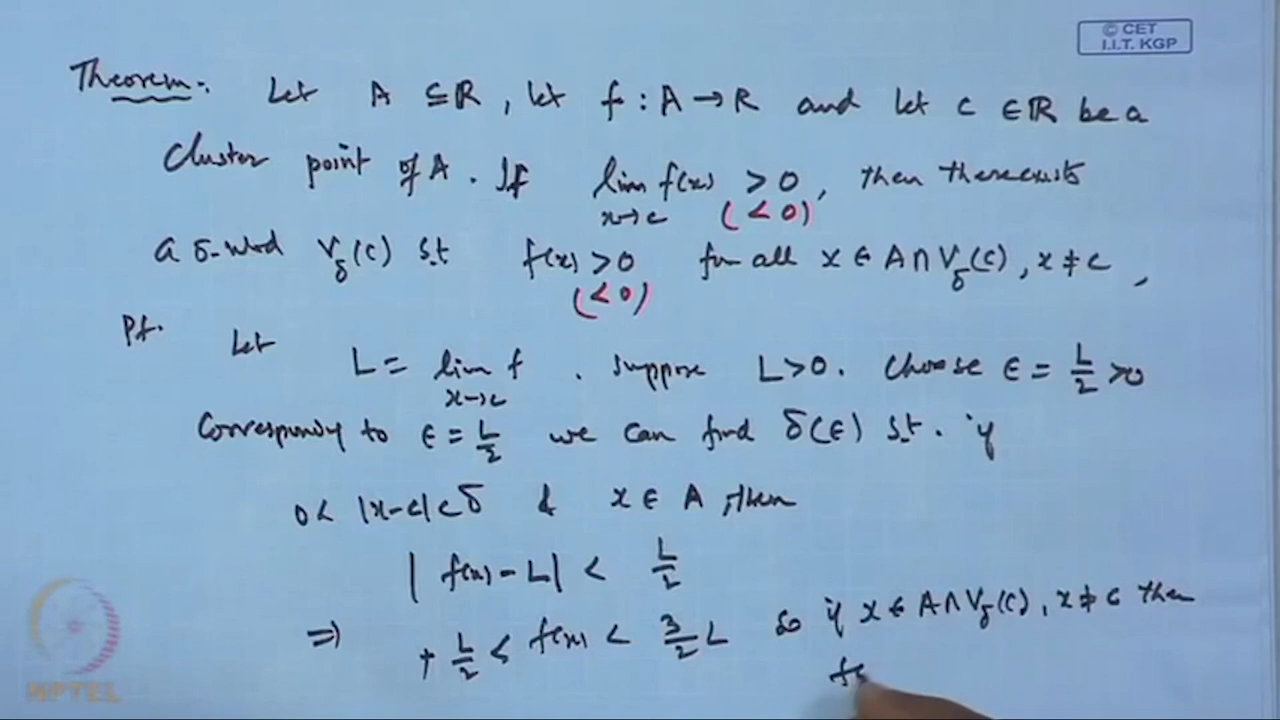 © CET
I.I.T. KGP
Theorem. Let A ⊆ ℝ, let f : A → R and let c ∈ ℝ be a
Cluster point of A. If lim f(x) > 0, then there exists
x→c (< 0)
a δ-nbd V_δ(c) s.t f(x) > 0 for all x ∈ A ∩ V_δ(c), x ≠ c,
(< 0)
Pf. Let L = lim f . Suppose L > 0. Choose ε = L/2 > 0
x→c
Correspondy to ε = L/2 we can find δ(ε) s.t. if
0 < |x-c| < δ & x ∈ A, then
| f(x) - L | < L/2
⇒ + L/2 < f(x) < 3/2 L So if x ∈ A ∩ V_δ(c), x ≠ c then
NPTEL